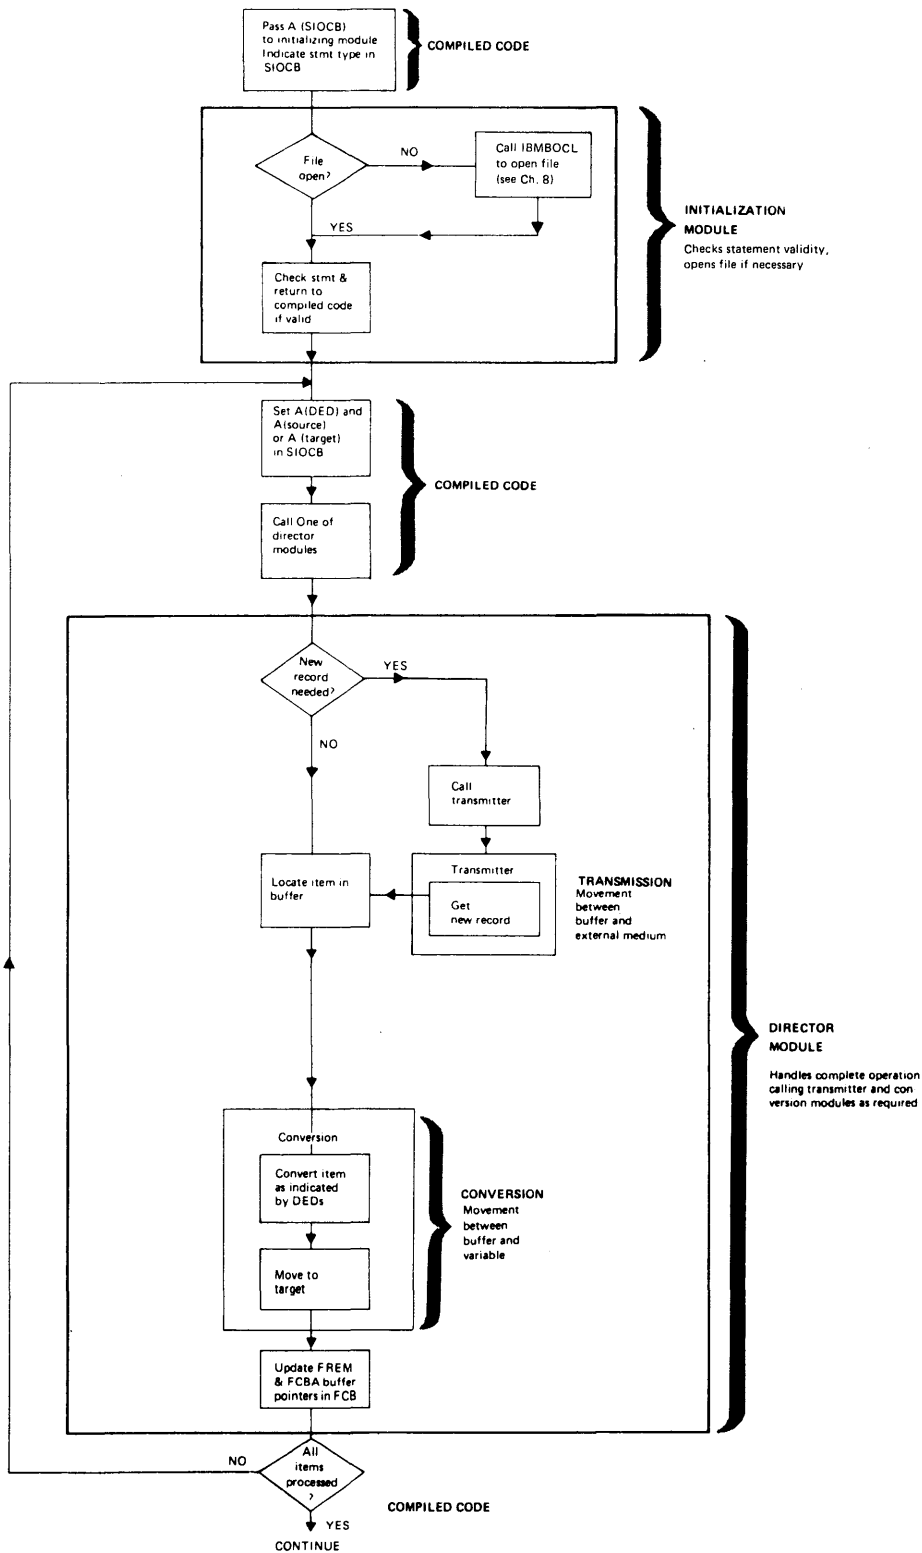 Pass A (SIOCB)
to initializing module
Indicate stmt type in
SIOCB
COMPILED CODE
File
open?
NO
Call IBMBOCL
to open file
(see Ch. 8)
YES
INITIALIZATION
MODULE
Checks statement validity,
opens file if necessary
Check stmt &
return to
compiled code
if valid
Set A(DED) and
A(source)
or A (target)
in SIOCB
COMPILED CODE
Call One of
director
modules
New
record
needed?
YES
NO
Call
transmitter
Transmitter
Get
new record
Locate item in
buffer
TRANSMISSION
Movement
between
buffer and
external medium
DIRECTOR
MODULE
Handles complete operation
calling transmitter and con
version modules as required
Conversion
Convert item
as indicated
by DEDs
Move to
target
CONVERSION
Movement
between
buffer and
variable
Update FREM
& FCBA buffer
pointers in FCB
All
items
processed
?
NO
COMPILED CODE
YES
CONTINUE